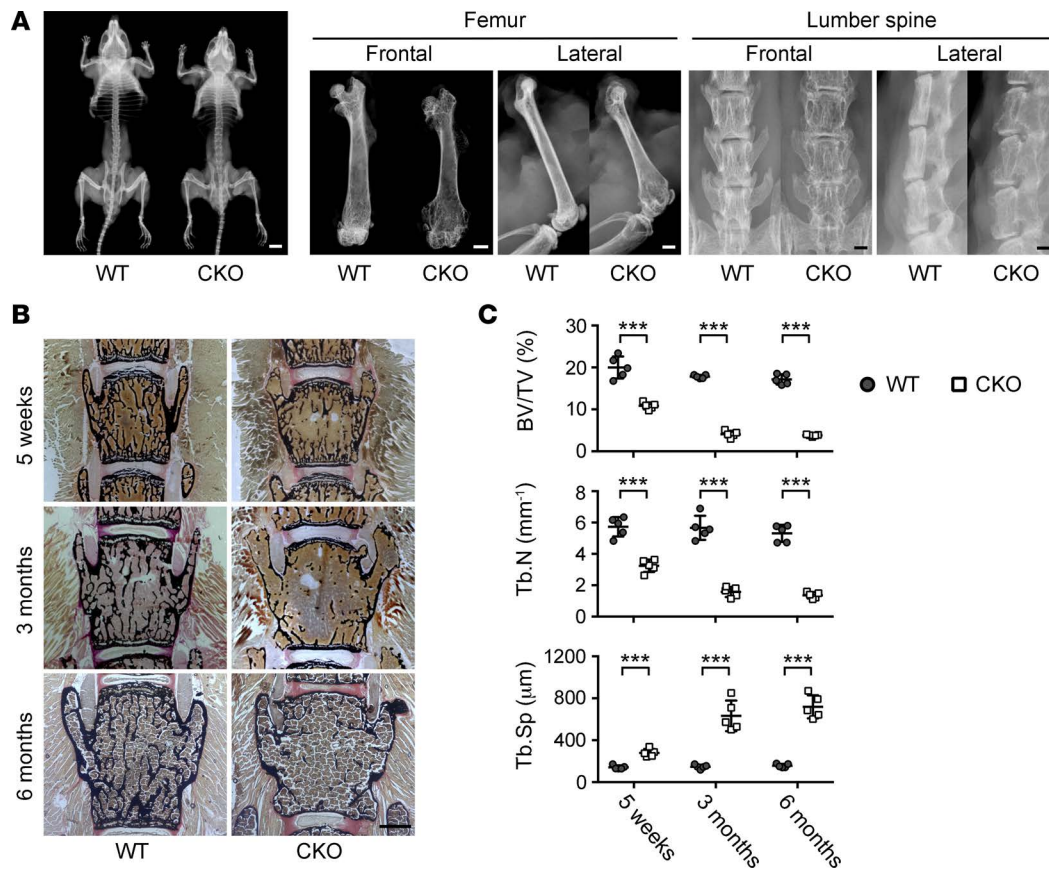 A
Femur
Lumber spine
Frontal
Lateral
Frontal
Lateral
WT
CKO
WT
CKO
WT
CKO
WT
CKO
WT
CKO
B
5 weeks
3 months
6 months
WT
CKO
C
BV/TV (%)
30
20
10
0
***
***
***
WT
CKO
Tb.N (mm⁻¹)
8
6
4
2
0
***
***
***
Tb.Sp (μm)
1200
800
400
0
***
***
***
5 weeks
3 months
6 months